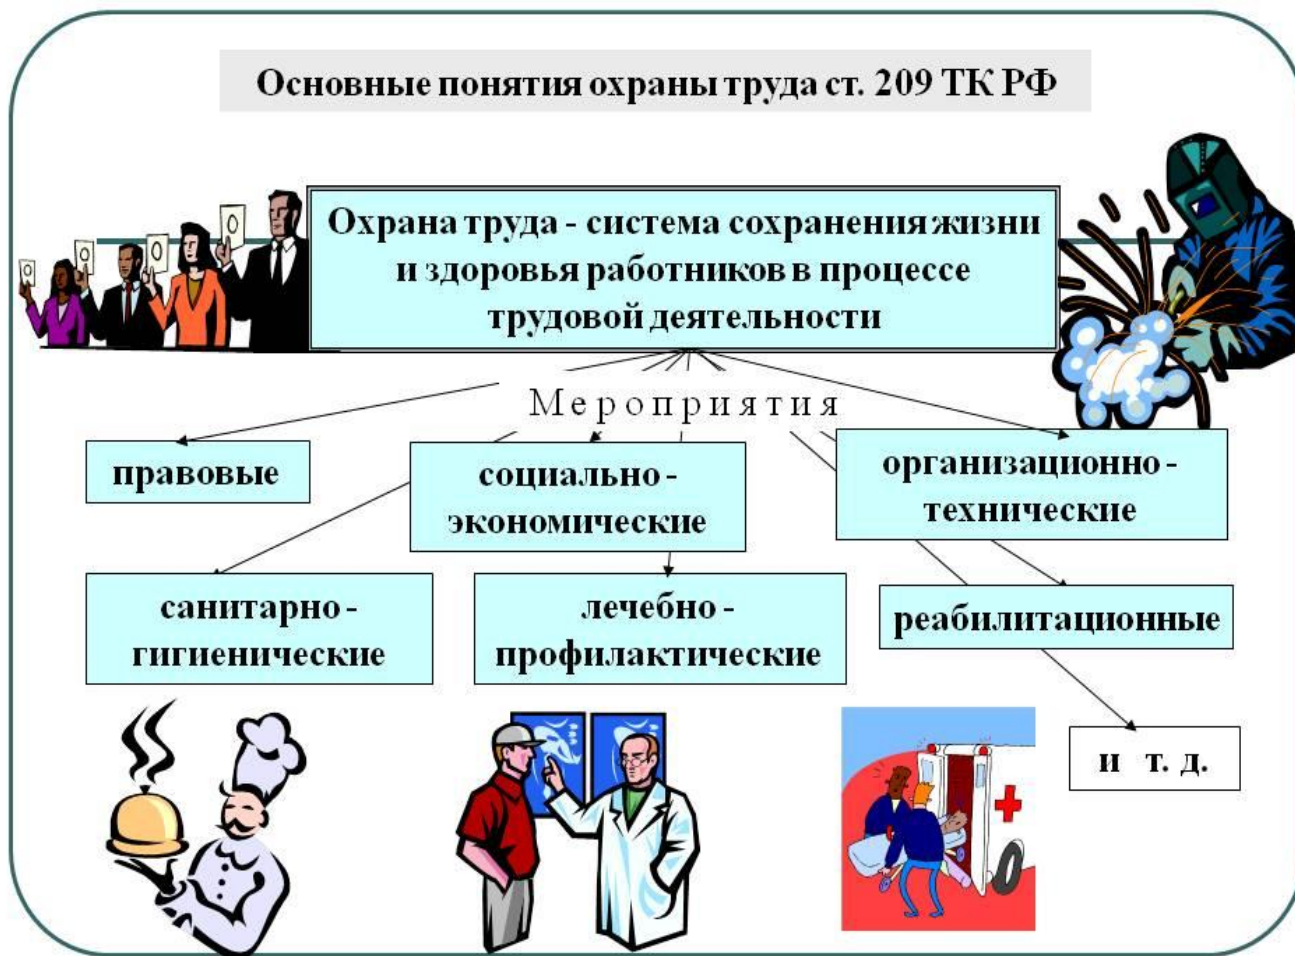 Основные понятия охраны труда ст. 209 ТК РФ
Охрана труда - система сохранения жизни
и здоровья работников в процессе
трудовой деятельности
Мероприятия
правовые
социально -
экономические
организационно -
технические
санитарно -
гигиенические
лечебно -
профилактические
реабилитационные
и т. д.